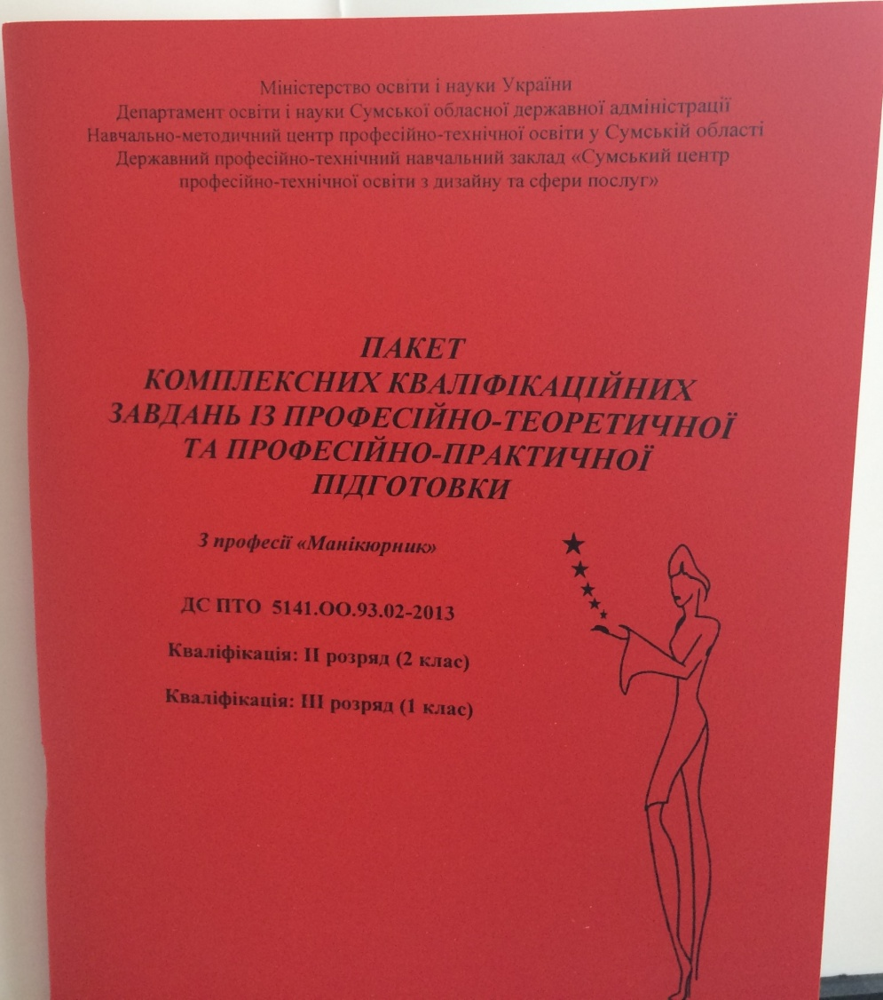 Міністерство освіти і науки України
Департамент освіти і науки Сумської обласної державної адміністрації
Навчально-методичний центр професійно-технічної освіти у Сумській області
Державний професійно-технічний навчальний заклад «Сумський центр
професійно-технічної освіти з дизайну та сфери послуг»
ПАКЕТ
КОМПЛЕКСНИХ КВАЛІФІКАЦІЙНИХ
ЗАВДАНЬ ІЗ ПРОФЕСІЙНО-ТЕОРЕТИЧНОЇ
ТА ПРОФЕСІЙНО-ПРАКТИЧНОЇ
ПІДГОТОВКИ
З професії «Манікюрник»
ДС ПТО 5141.ОО.93.02-2013
Кваліфікація: ІІ розряд (2 клас)
Кваліфікація: ІІІ розряд (1 клас)